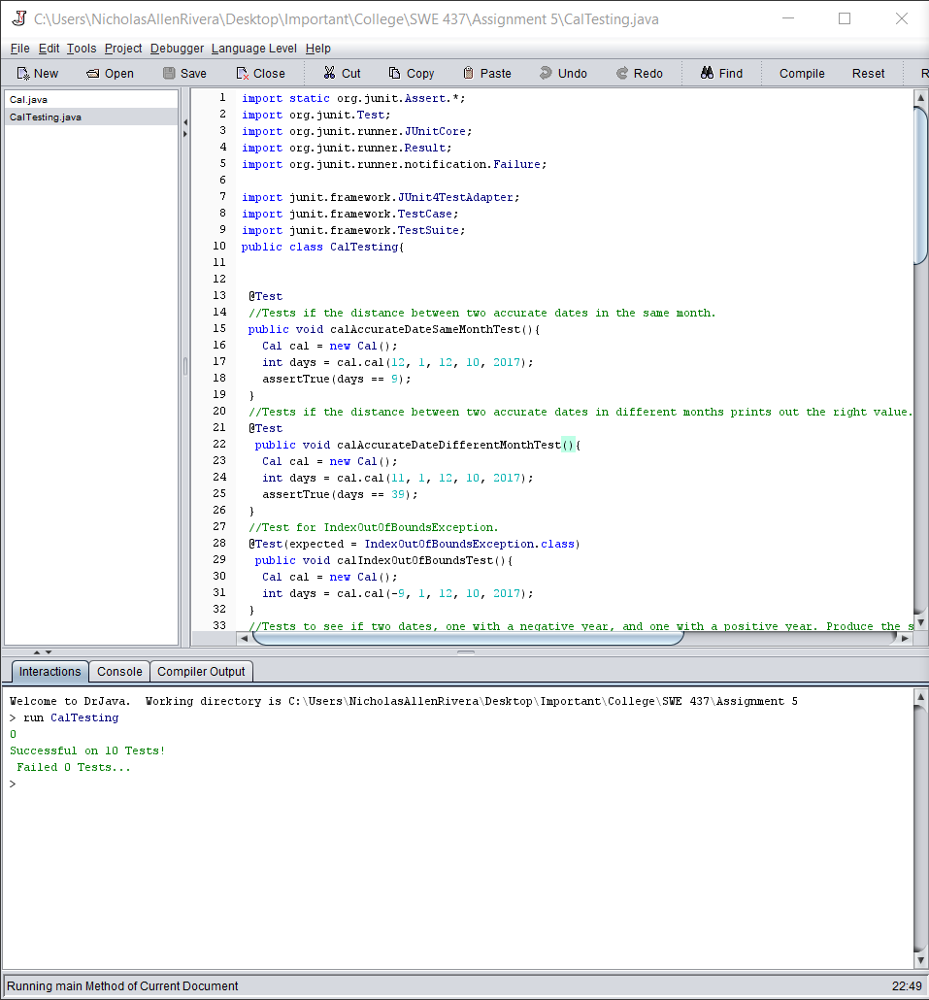 C:\Users\NicholasAllenRivera\Desktop\Important\College\SWE 437\Assignment 5\CalTesting.java
File Edit Tools Project Debugger Language Level Help
New Open Save Close Cut Copy Paste Undo Redo Find Compile Reset R
Cal.java
CalTesting.java
1 import static org.junit.Assert.*;
2 import org.junit.Test;
3 import org.junit.runner.JUnitCore;
4 import org.junit.runner.Result;
5 import org.junit.runner.notification.Failure;
6
7 import junit.framework.JUnit4TestAdapter;
8 import junit.framework.TestCase;
9 import junit.framework.TestSuite;
10 public class CalTesting{
11
12
13 @Test
14 //Tests if the distance between two accurate dates in the same month.
15 public void calAccurateDateSameMonthTest(){
16 Cal cal = new Cal();
17 int days = cal.cal(12, 1, 12, 10, 2017);
18 assertTrue(days == 9);
19 }
20 //Tests if the distance between two accurate dates in different months prints out the right value.
21 @Test
22 public void calAccurateDateDifferentMonthTest(){
23 Cal cal = new Cal();
24 int days = cal.cal(11, 1, 12, 10, 2017);
25 assertTrue(days == 39);
26 }
27 //Test for IndexOutOfBoundsException.
28 @Test(expected = IndexOutOfBoundsException.class)
29 public void calIndexOutOfBoundsTest(){
30 Cal cal = new Cal();
31 int days = cal.cal(-9, 1, 12, 10, 2017);
32 }
33 //Tests to see if two dates, one with a negative year, and one with a positive year. Produce the s
Interactions Console Compiler Output
Welcome to DrJava. Working directory is C:\Users\NicholasAllenRivera\Desktop\Important\College\SWE 437\Assignment 5
> run CalTesting
0
Successful on 10 Tests!
Failed 0 Tests...
>
Running main Method of Current Document 22:49